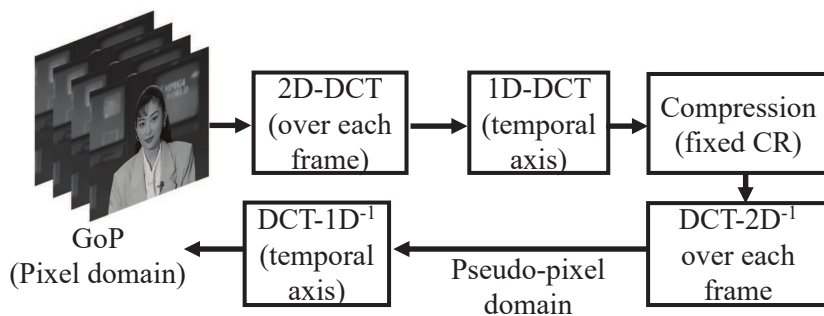 2D-DCT
(over each
frame)
1D-DCT
(temporal
axis)
Compression
(fixed CR)
DCT-2D⁻¹
over each
frame
Pseudo-pixel
domain
DCT-1D⁻¹
(temporal
axis)
GoP
(Pixel domain)
WORLD